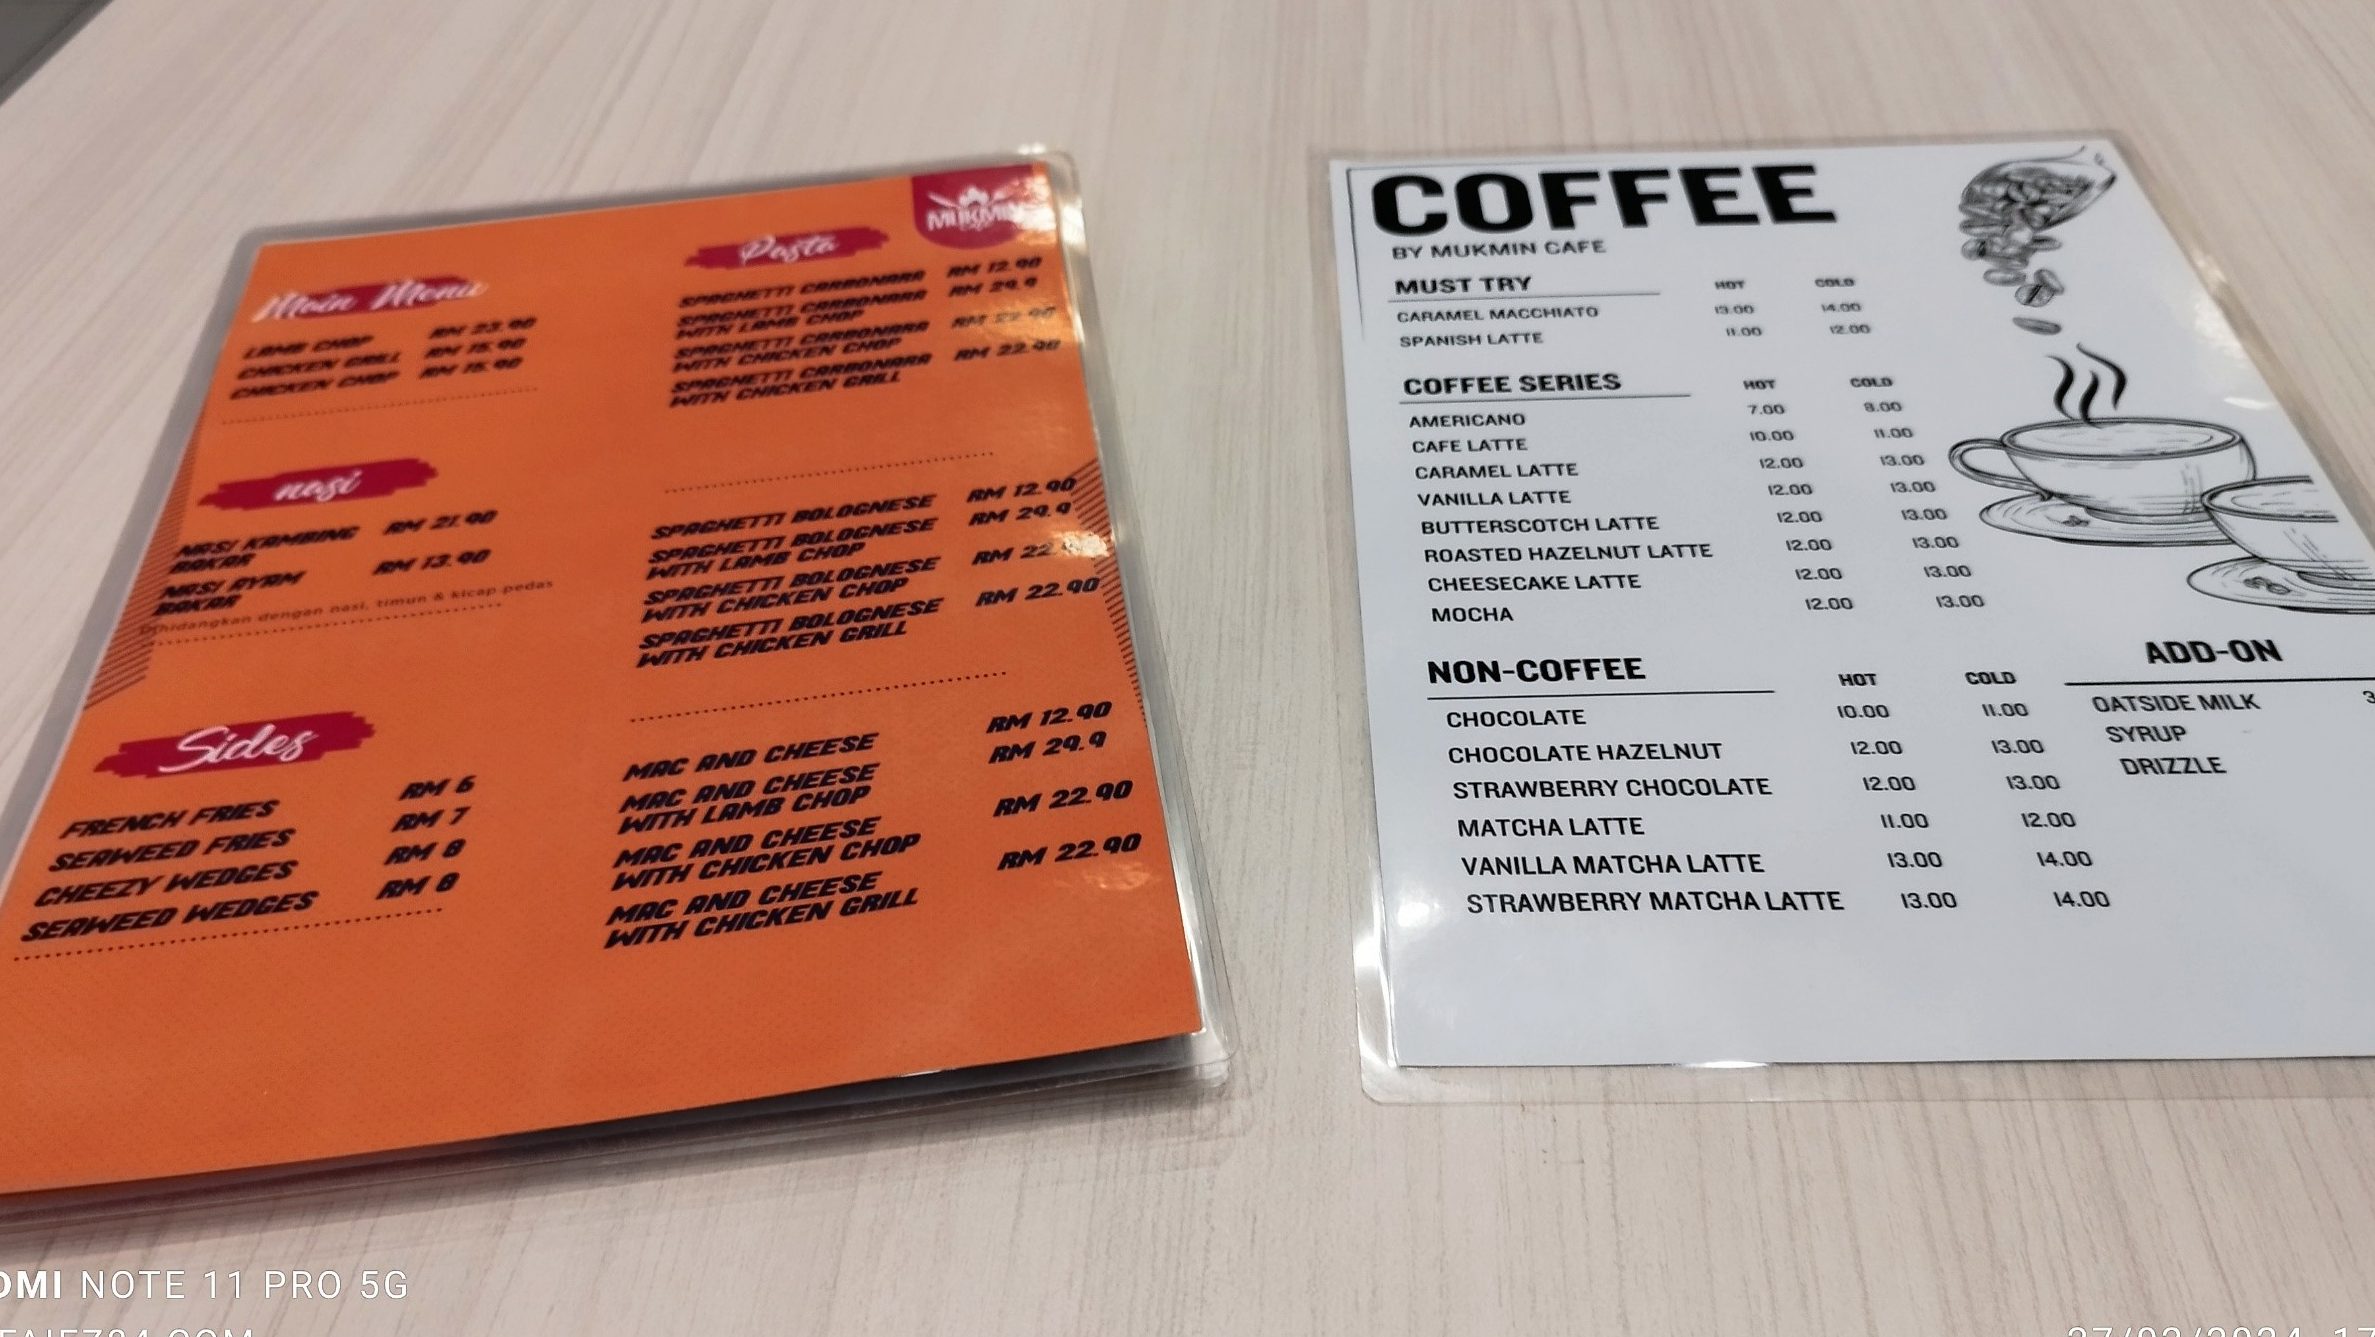 MUKMIN
Main Menu
LAMB CHOP RM 23.90
CHICKEN GRILL RM 15.90
CHICKEN CHOP RM 15.90
nasi
NASI KAMBING RM 21.90
BAKAR
NASI AYAM RM 13.90
BAKAR
Dihidangkan dengan nasi, timun & kicap pedas
Sides
FRENCH FRIES RM 6
SEAWEED FRIES RM 7
CHEEZY WEDGES RM 8
SEAWEED WEDGES RM 8
Pasta
SPAGHETTI CARBONARA RM 12.90
SPAGHETTI CARBONARA RM 29.9
WITH LAMB CHOP
SPAGHETTI CARBONARA RM 22.90
WITH CHICKEN CHOP
SPAGHETTI CARBONARA RM 22.90
WITH CHICKEN GRILL
SPAGHETTI BOLOGNESE RM 12.90
SPAGHETTI BOLOGNESE RM 29.9
WITH LAMB CHOP
SPAGHETTI BOLOGNESE RM 22
WITH CHICKEN CHOP
SPAGHETTI BOLOGNESE RM 22.90
WITH CHICKEN GRILL
MAC AND CHEESE RM 12.90
MAC AND CHEESE RM 29.9
WITH LAMB CHOP
MAC AND CHEESE RM 22.90
WITH CHICKEN CHOP
MAC AND CHEESE RM 22.90
WITH CHICKEN GRILL
COFFEE
BY MUKMIN CAFE
MUST TRY HOT COLD
CARAMEL MACCHIATO 13.00 14.00
SPANISH LATTE 11.00 12.00
COFFEE SERIES HOT COLD
AMERICANO 7.00 8.00
CAFE LATTE 10.00 11.00
CARAMEL LATTE 12.00 13.00
VANILLA LATTE 12.00 13.00
BUTTERSCOTCH LATTE 12.00 13.00
ROASTED HAZELNUT LATTE 12.00 13.00
CHEESECAKE LATTE 12.00 13.00
MOCHA 12.00 13.00
NON-COFFEE HOT COLD
CHOCOLATE 10.00 11.00
CHOCOLATE HAZELNUT 12.00 13.00
STRAWBERRY CHOCOLATE 12.00 13.00
MATCHA LATTE 11.00 12.00
VANILLA MATCHA LATTE 13.00 14.00
STRAWBERRY MATCHA LATTE 13.00 14.00
ADD-ON
OATSIDE MILK 3
SYRUP
DRIZZLE
OMI NOTE 11 PRO 5G